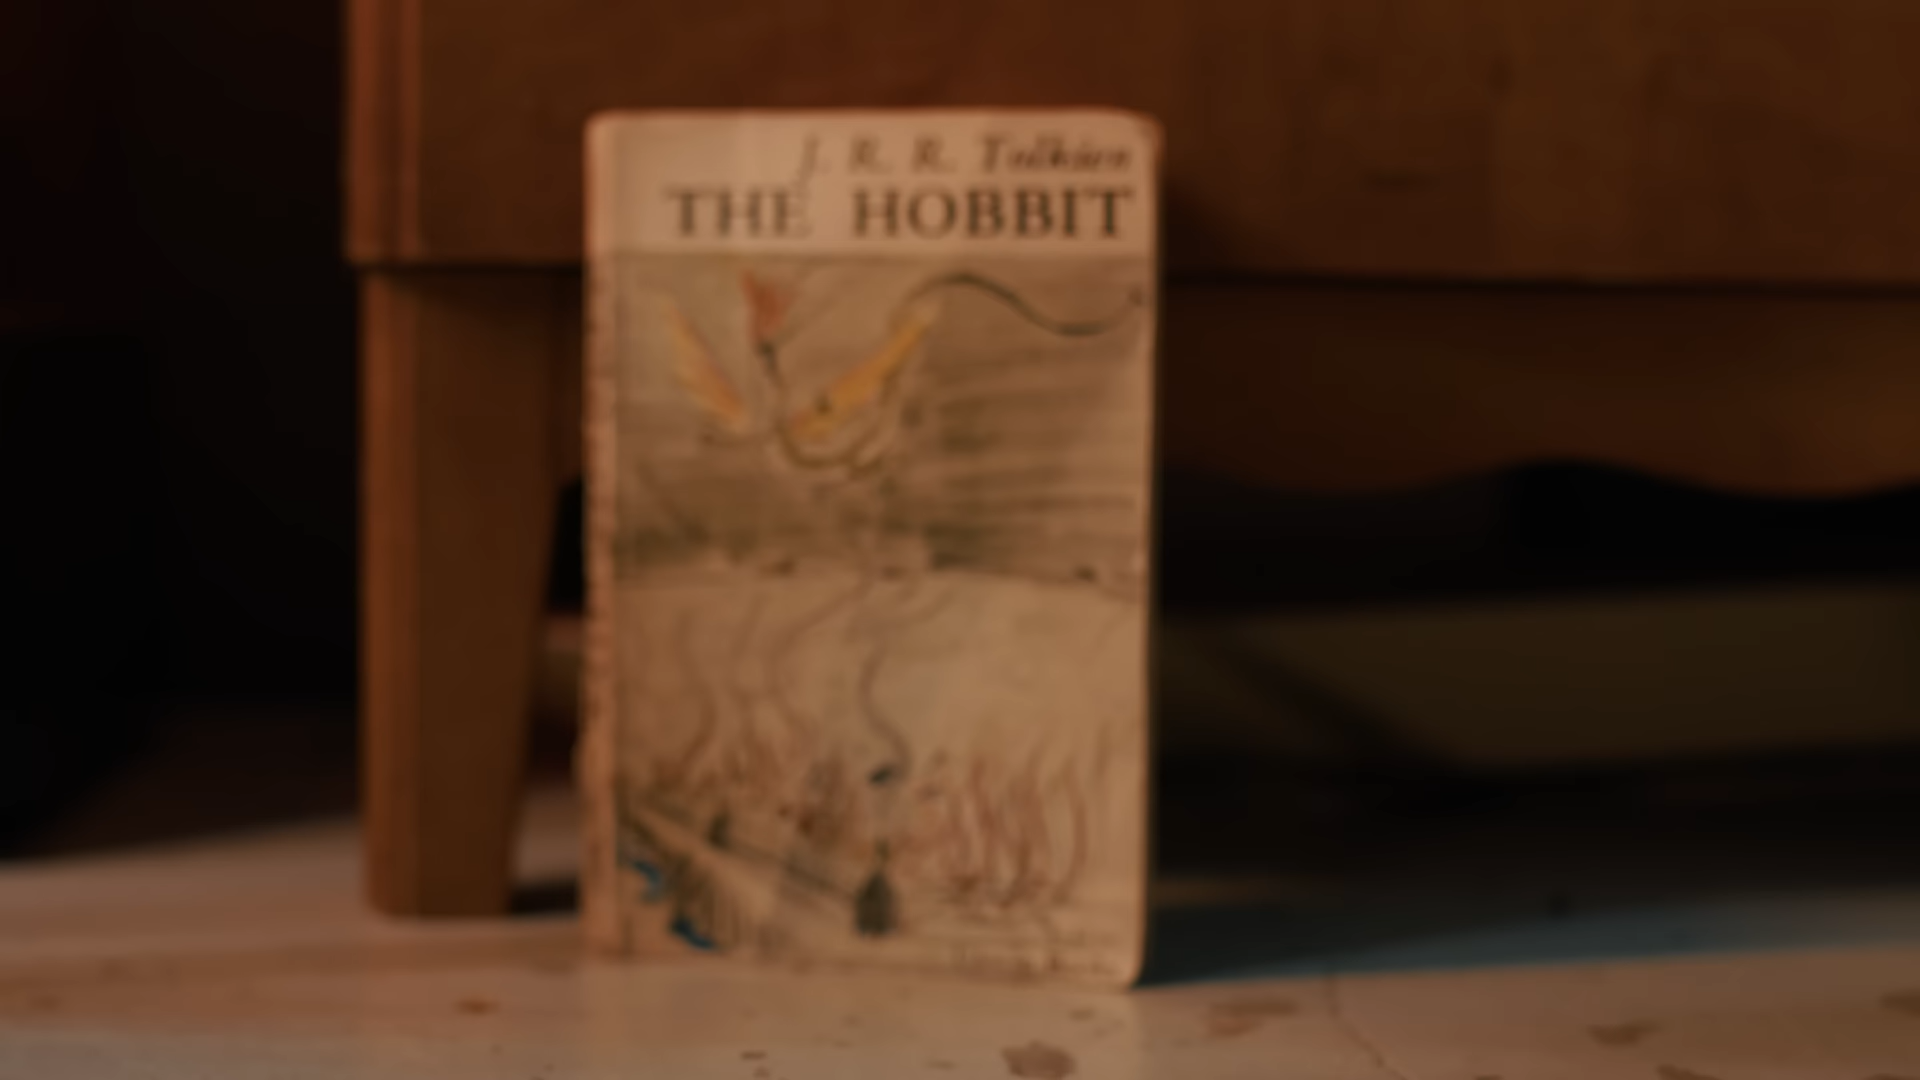 J. R. R. Tolkien
THE HOBBIT